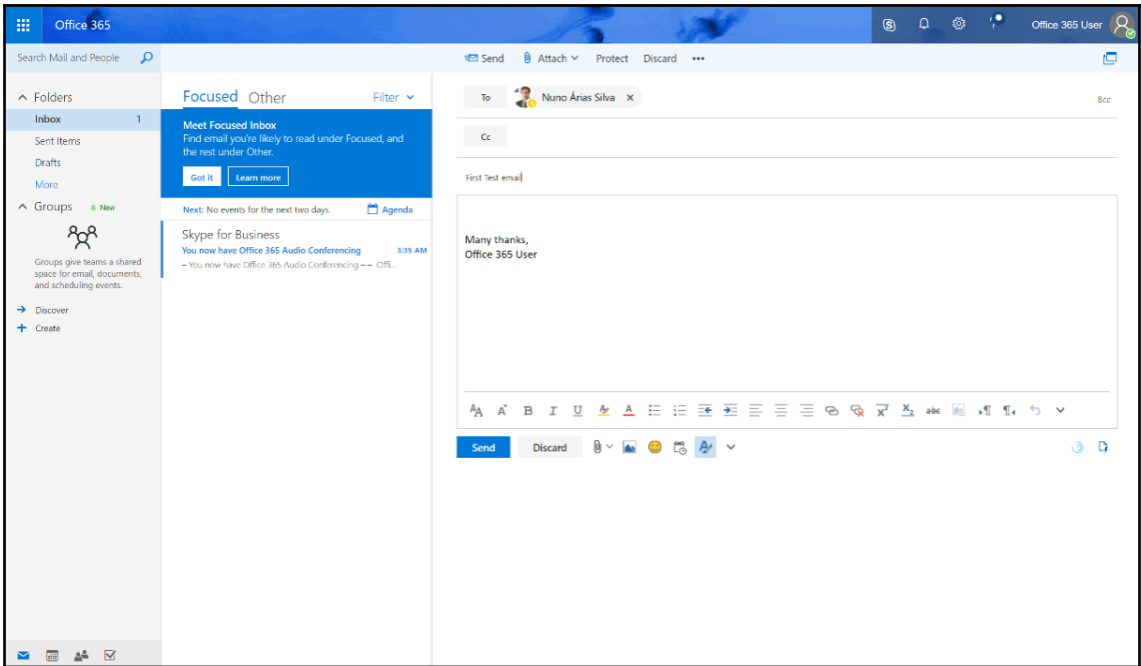 Office 365
Office 365 User
Search Mail and People
Send Attach Protect Discard
Folders
Inbox 1
Sent Items
Drafts
More
Groups New
Groups give teams a shared
space for email, documents,
and scheduling events.
Discover
Create
Focused Other Filter
Meet Focused Inbox
Find email you're likely to read under Focused, and
the rest under Other.
Got it Learn more
Next: No events for the next two days. Agenda
Skype for Business
You now have Office 365 Audio Conferencing 3:35 AM
– You now have Office 365 Audio Conferencing – – Offi...
To Nuno Árias Silva x Bcc
Cc
First Test email
Many thanks,
Office 365 User
Send Discard